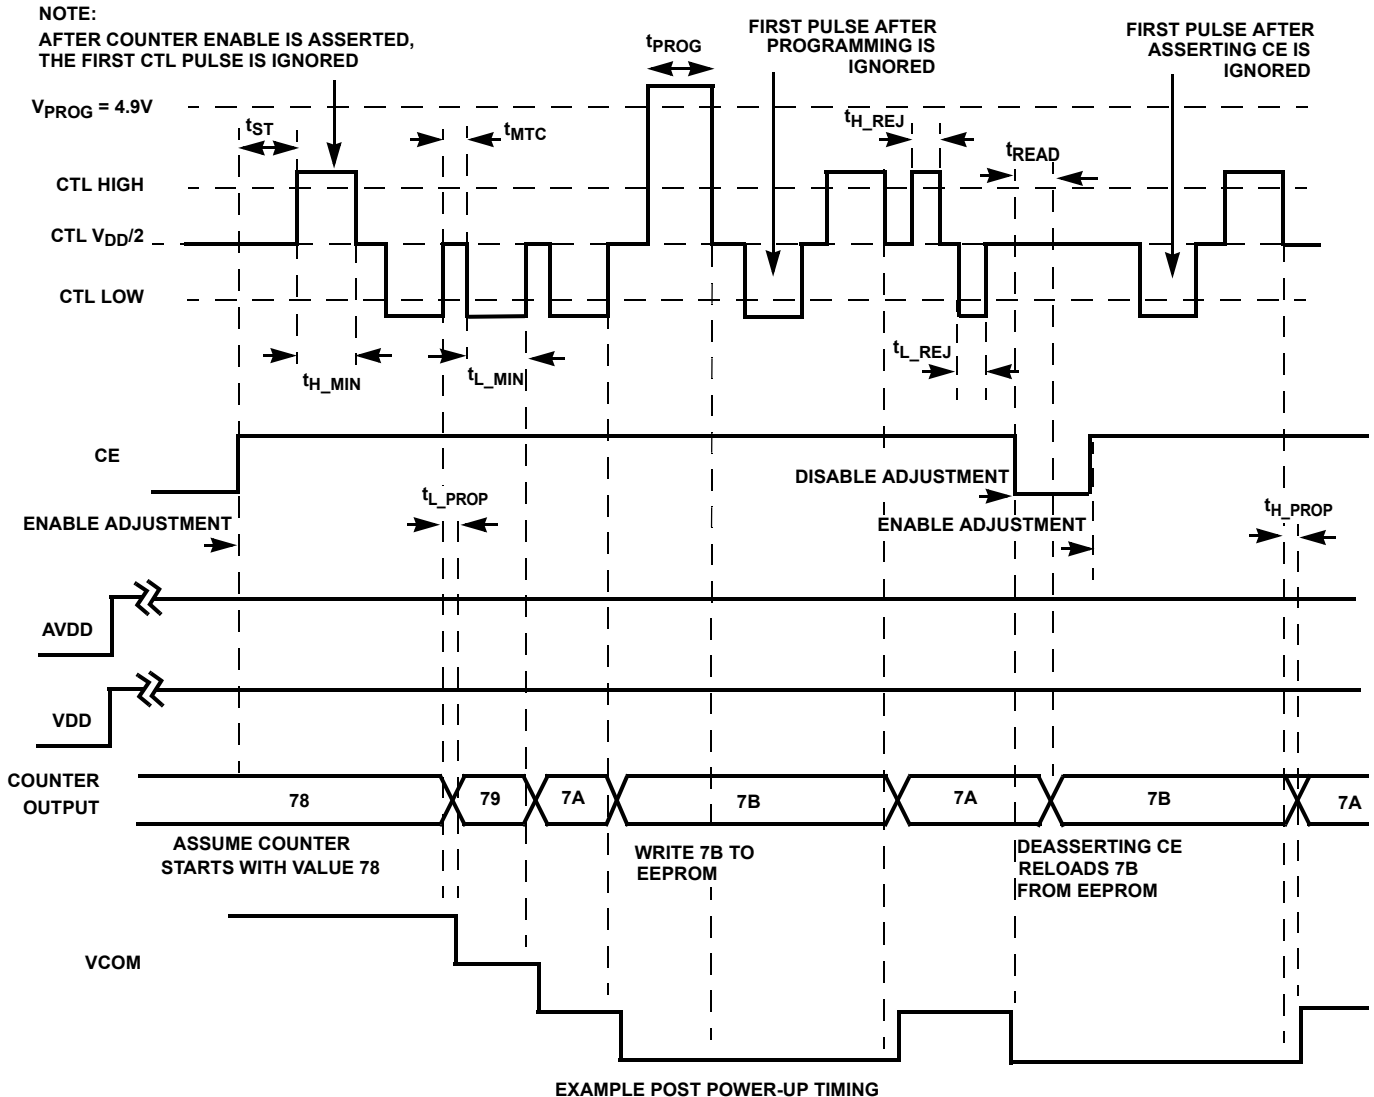 NOTE:
AFTER COUNTER ENABLE IS ASSERTED,
THE FIRST CTL PULSE IS IGNORED
tPROG
FIRST PULSE AFTER
PROGRAMMING IS
IGNORED
FIRST PULSE AFTER
ASSERTING CE IS
IGNORED
VPROG = 4.9V
tST
tMTC
tH_REJ
tREAD
CTL HIGH
CTL VDD/2
CTL LOW
tH_MIN
tL_MIN
tL_REJ
CE
DISABLE ADJUSTMENT
tL_PROP
tH_PROP
ENABLE ADJUSTMENT
ENABLE ADJUSTMENT
AVDD
VDD
COUNTER
OUTPUT
78
79
7A
7B
7A
7B
7A
ASSUME COUNTER
STARTS WITH VALUE 78
WRITE 7B TO
EEPROM
DEASSERTING CE
RELOADS 7B
FROM EEPROM
VCOM
EXAMPLE POST POWER-UP TIMING